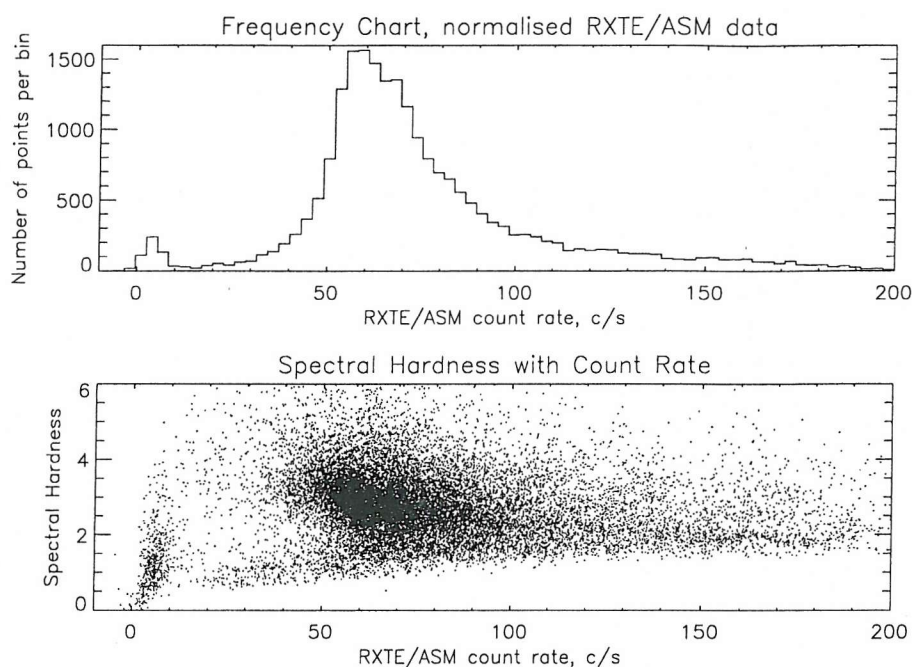 Frequency Chart, normalised RXTE/ASM data
Number of points per bin
1500
1000
500
0
0 50 100 150 200
RXTE/ASM count rate, c/s
Spectral Hardness with Count Rate
Spectral Hardness
6
4
2
0
0 50 100 150 200
RXTE/ASM count rate, c/s